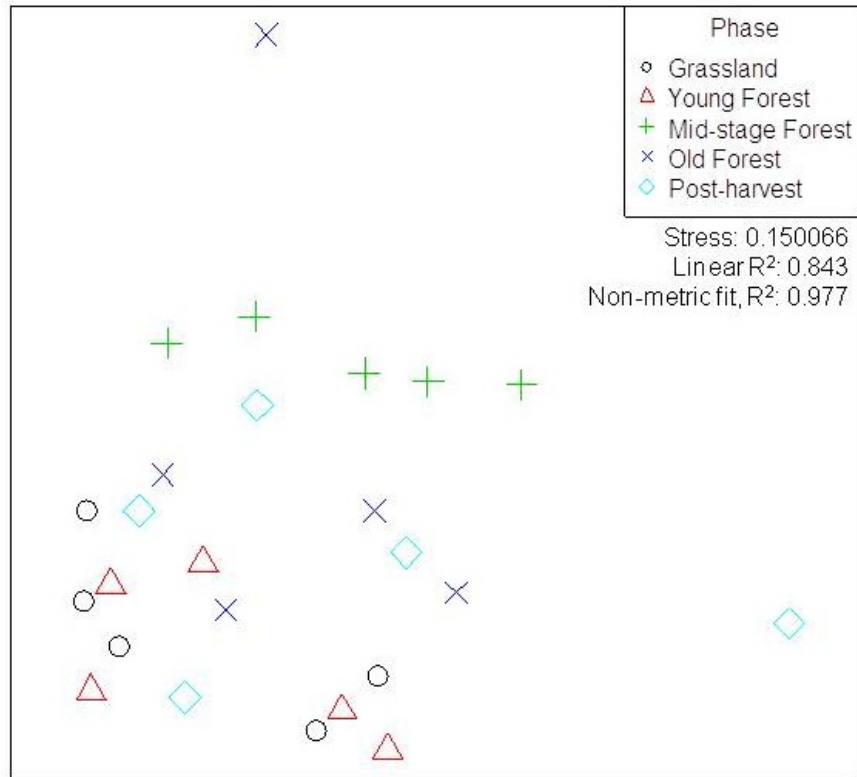 Phase
Grassland
Young Forest
Mid-stage Forest
Old Forest
Post-harvest
Stress: 0.150066
Linear R²: 0.843
Non-metric fit, R²: 0.977